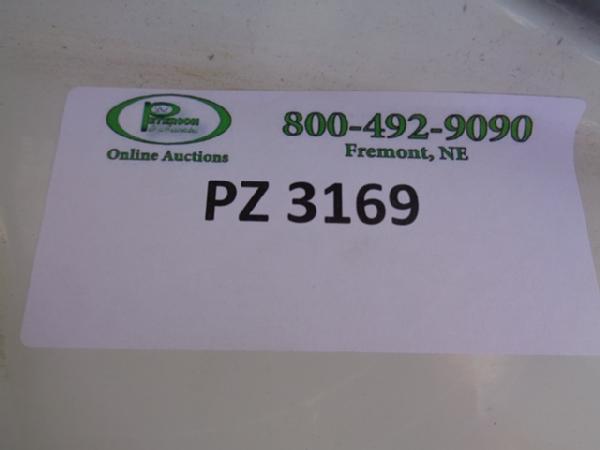 800-492-9090
Fremont, NE
Online Auctions
PZ 3169